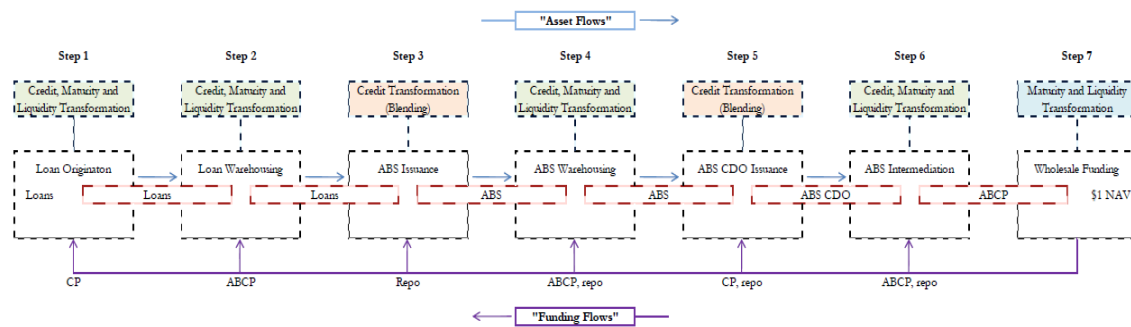 "Asset Flows"
Step 1 Step 2 Step 3 Step 4 Step 5 Step 6 Step 7
Credit, Maturity and Credit, Maturity and Credit Transformation Credit, Maturity and Credit Transformation Credit, Maturity and Maturity and Liquidity
Liquidity Transformation Liquidity Transformation (Blending) Liquidity Transformation (Blending) Liquidity Transformation Transformation
Loan Originaton Loan Warehousing ABS Issuance ABS Warehousing ABS CDO Issuance ABS Intermediation Wholesale Funding
Loans Loans Loans ABS ABS ABS CDO ABCP $1 NAV
CP ABCP Repo ABCP, repo CP, repo ABCP, repo
"Funding Flows"